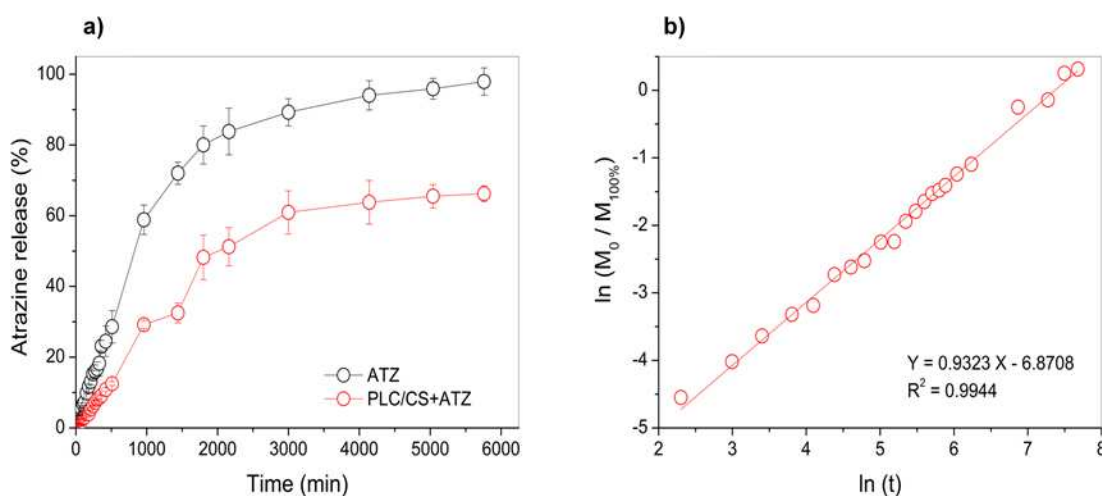 a)
Atrazine release (%)
100
80
60
40
20
0
ATZ
PLC/CS+ATZ
0 1000 2000 3000 4000 5000 6000
Time (min)
b)
ln (M₀ / M₁₀₀%)
0
-1
-2
-3
-4
-5
Y = 0.9323 X - 6.8708
R² = 0.9944
2 3 4 5 6 7 8
ln (t)